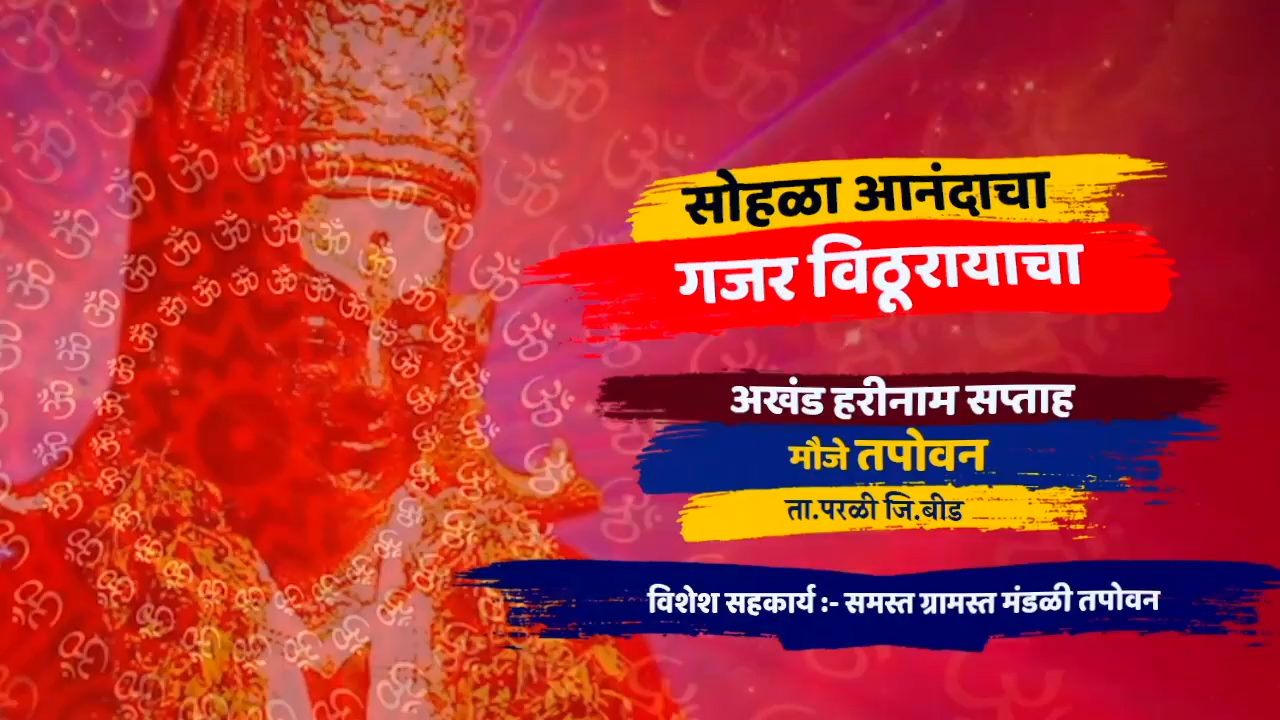 सोहळा आनंदाचा
गजर विठूरायाचा
अखंड हरीनाम सप्ताह
मौजे तपोवन
ता.परळी जि.बीड
विशेश सहकार्य :- समस्त ग्रामस्त मंडळी तपोवन